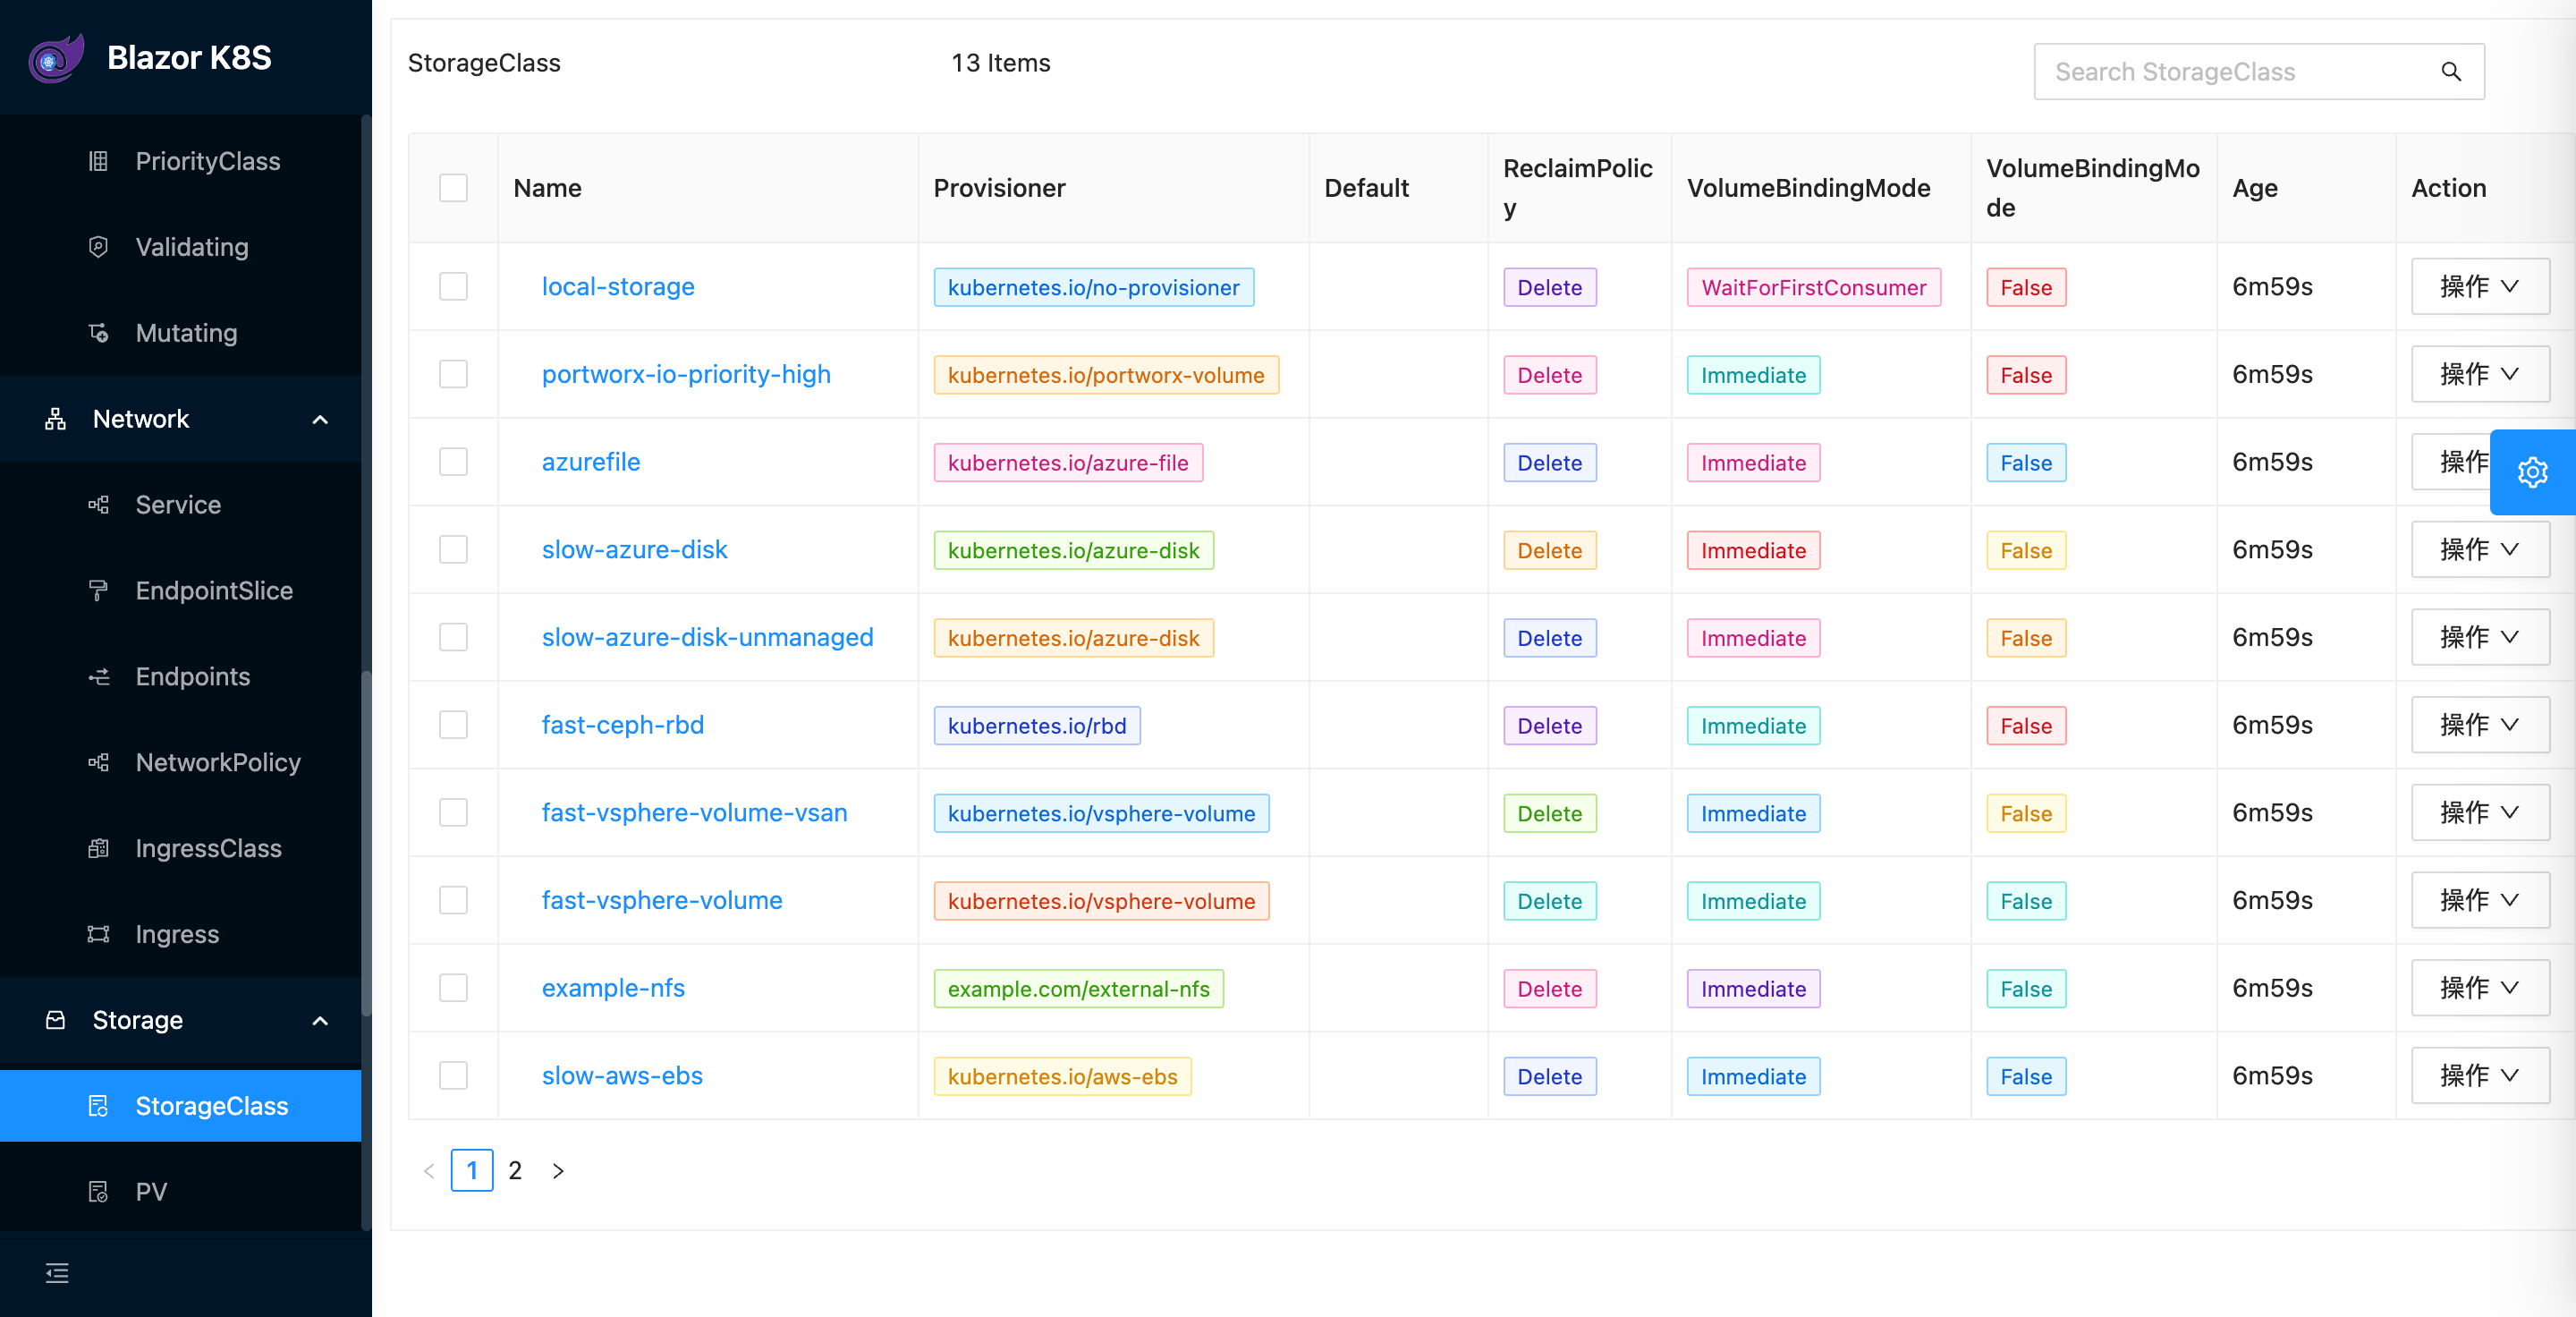 Blazor K8S
PriorityClass
Validating
Mutating
Network
Service
EndpointSlice
Endpoints
NetworkPolicy
IngressClass
Ingress
Storage
StorageClass
PV
StorageClass 13 Items Search StorageClass
Name Provisioner Default ReclaimPolic VolumeBindingMode VolumeBindingMo Age Action
y de
local-storage kubernetes.io/no-provisioner Delete WaitForFirstConsumer False 6m59s 操作
portworx-io-priority-high kubernetes.io/portworx-volume Delete Immediate False 6m59s 操作
azurefile kubernetes.io/azure-file Delete Immediate False 6m59s 操作
slow-azure-disk kubernetes.io/azure-disk Delete Immediate False 6m59s 操作
slow-azure-disk-unmanaged kubernetes.io/azure-disk Delete Immediate False 6m59s 操作
fast-ceph-rbd kubernetes.io/rbd Delete Immediate False 6m59s 操作
fast-vsphere-volume-vsan kubernetes.io/vsphere-volume Delete Immediate False 6m59s 操作
fast-vsphere-volume kubernetes.io/vsphere-volume Delete Immediate False 6m59s 操作
example-nfs example.com/external-nfs Delete Immediate False 6m59s 操作
slow-aws-ebs kubernetes.io/aws-ebs Delete Immediate False 6m59s 操作
1 2